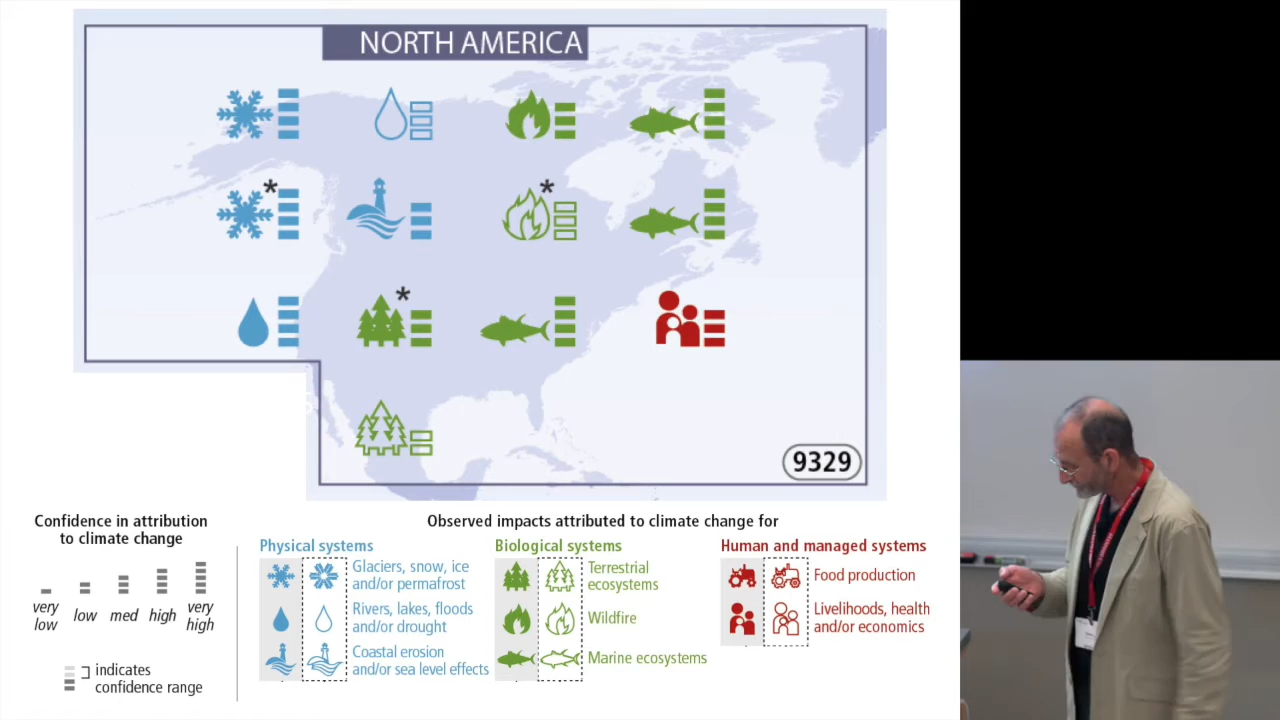 NORTH AMERICA
*
*
*
9329
Confidence in attribution
to climate change
very
low
low
med
high
very
high
indicates
confidence range
Observed impacts attributed to climate change for
Physical systems
Glaciers, snow, ice
and/or permafrost
Rivers, lakes, floods
and/or drought
Coastal erosion
and/or sea level effects
Biological systems
Terrestrial
ecosystems
Wildfire
Marine ecosystems
Human and managed systems
Food production
Livelihoods, health
and/or economics